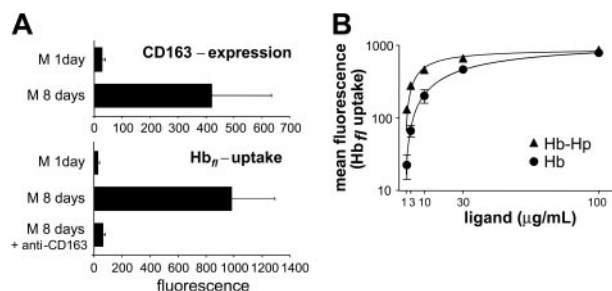 A
CD163 – expression
M 1day
M 8 days
0 100 200 300 400 500 600 700
Hbfl – uptake
M 1day
M 8 days
M 8 days
+ anti-CD163
0 200 400 600 800 1000 1200 1400
fluorescence
B
mean fluorescence
(Hb fl uptake)
1000
100
10
Hb-Hp
Hb
1 3 10 30 100
ligand (μg/mL)